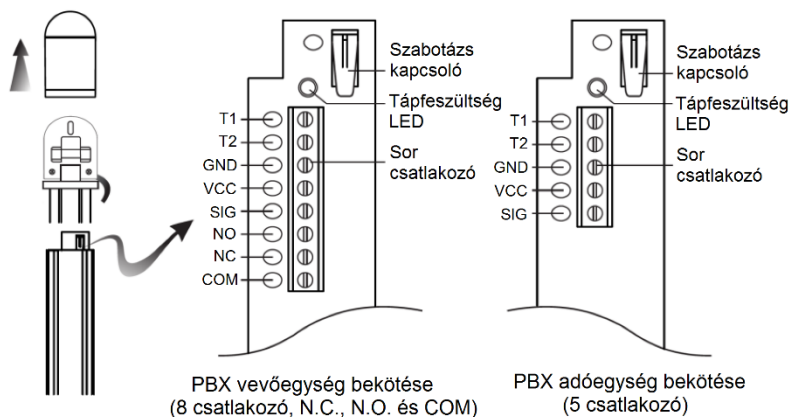 Szabotázs
kapcsoló
Tápfeszültség
LED
Sor
csatlakozó
T1
T2
GND
VCC
SIG
NO
NC
COM
PBX vevőegység bekötése
(8 csatlakozó, N.C., N.O. és COM)
Szabotázs
kapcsoló
Tápfeszültség
LED
Sor
csatlakozó
T1
T2
GND
VCC
SIG
PBX adóegység bekötése
(5 csatlakozó)